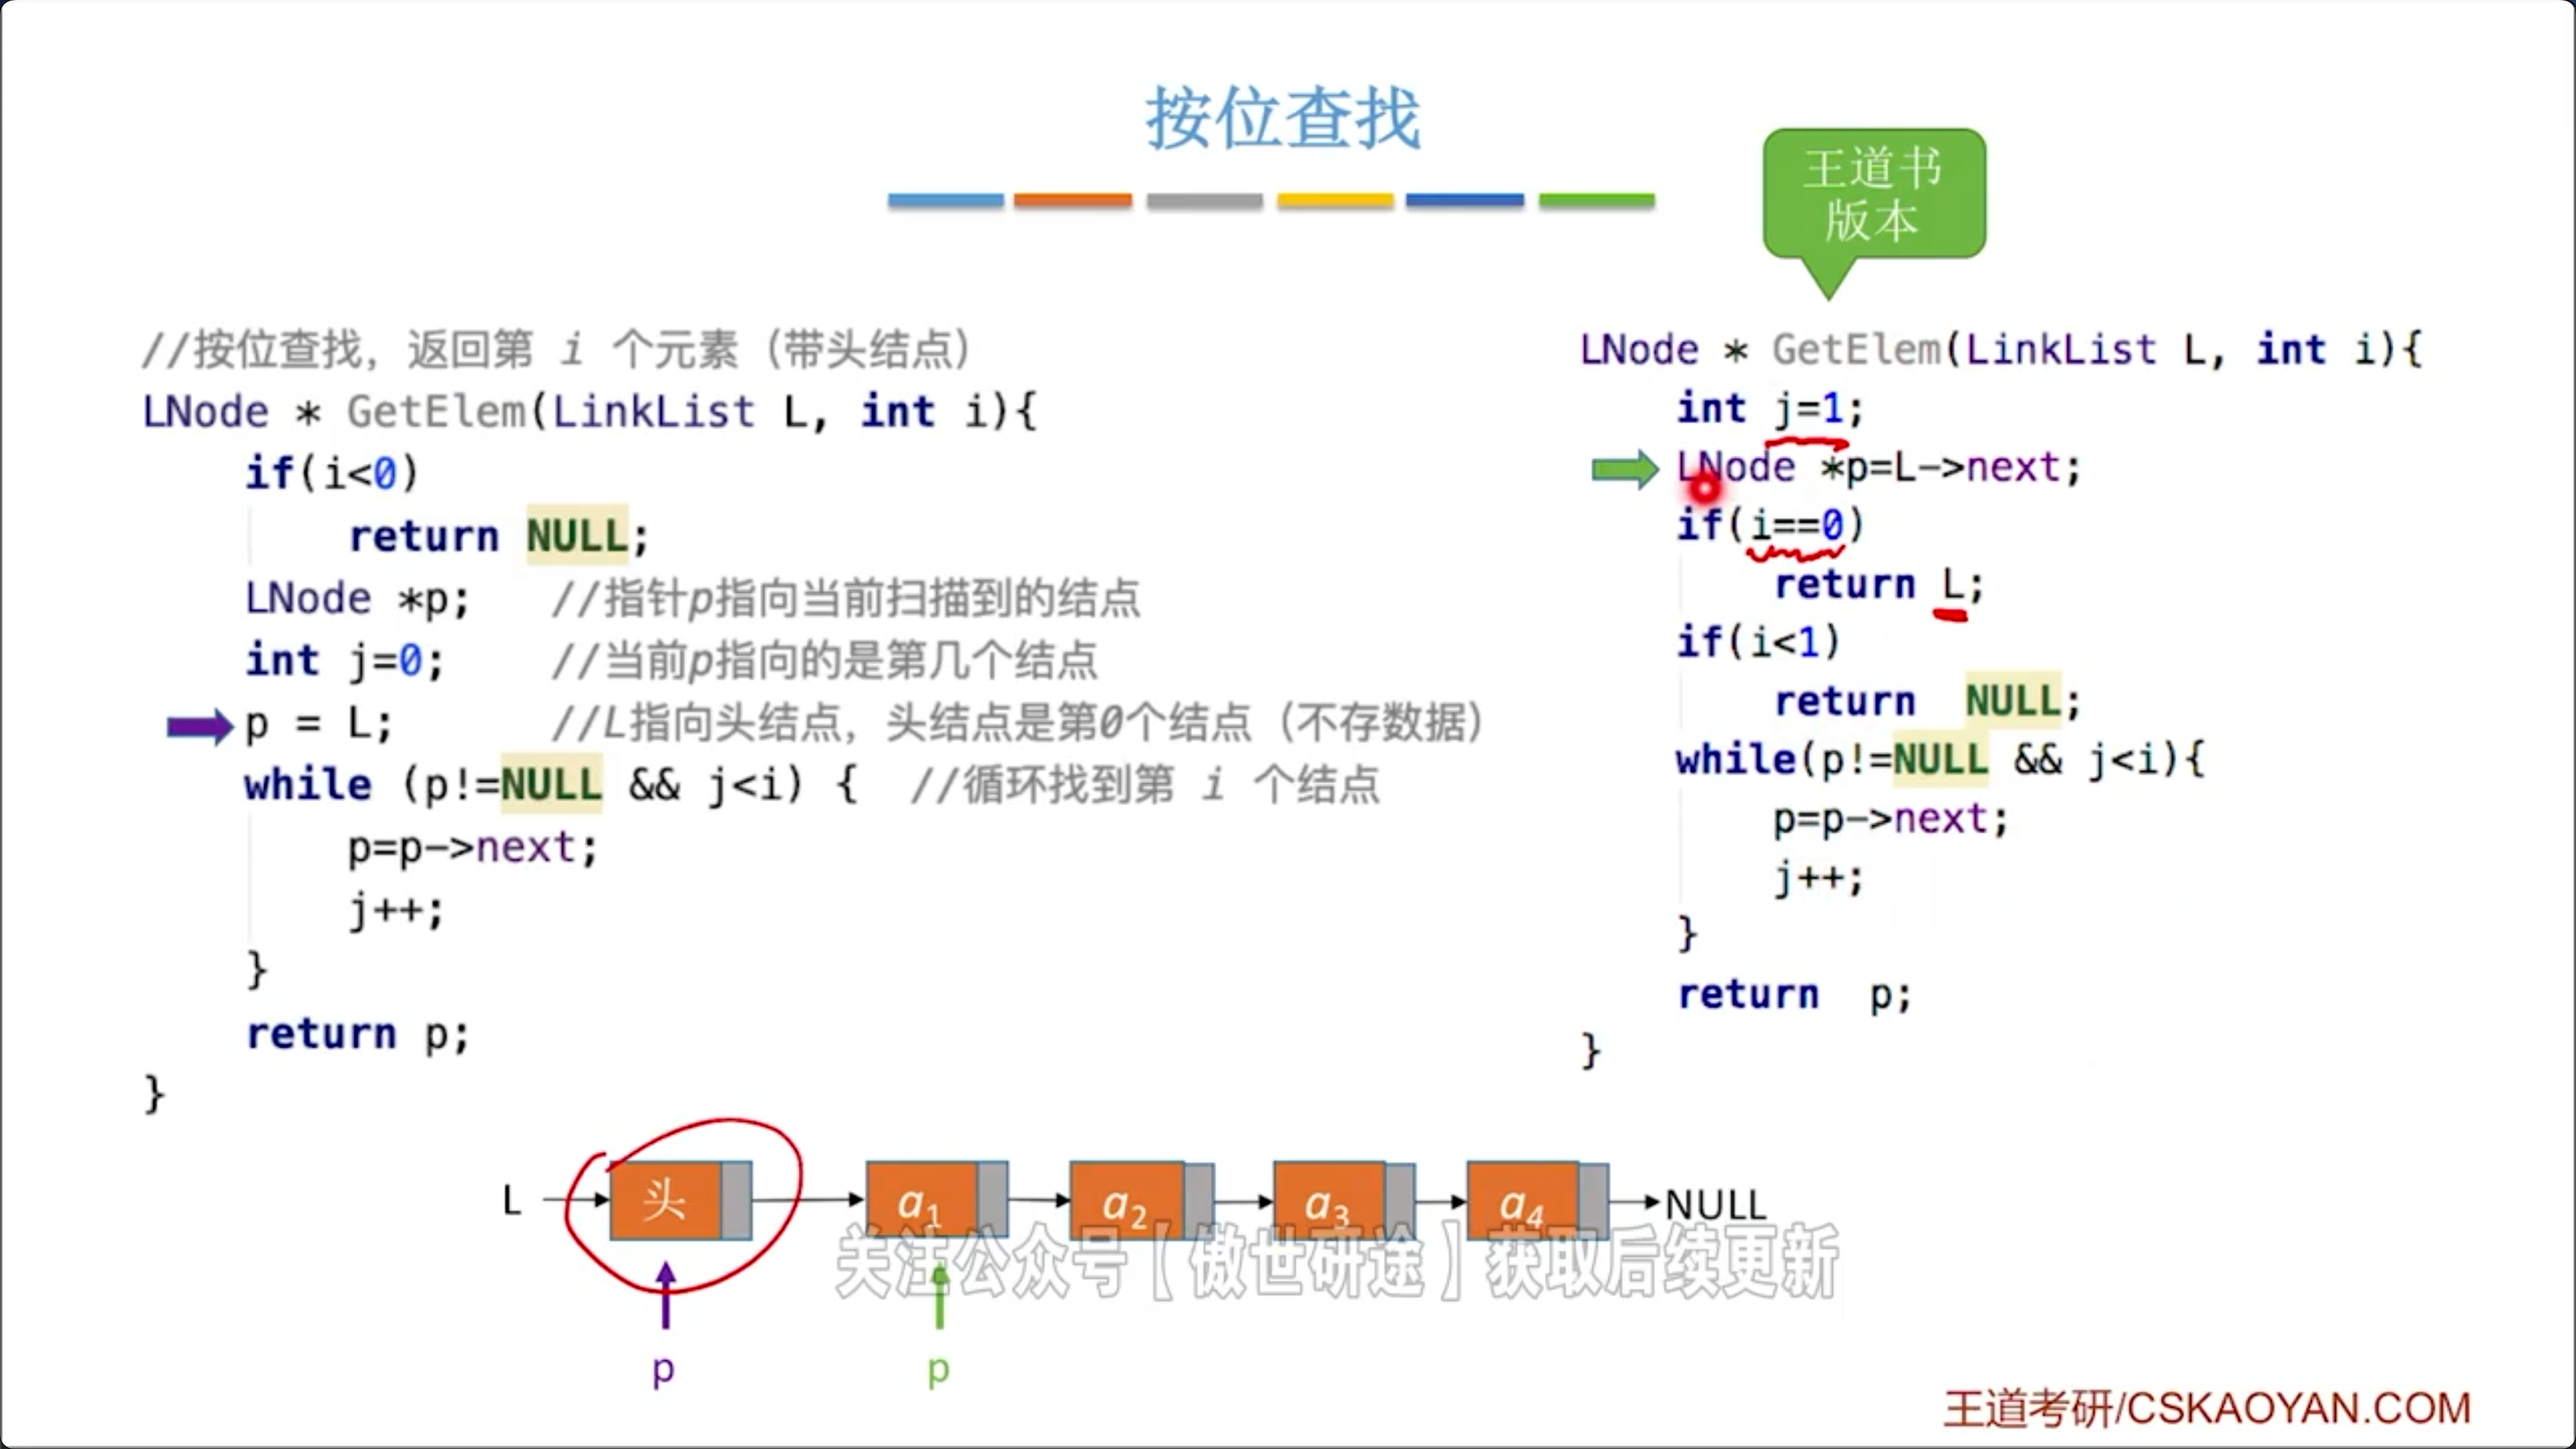 按位查找
王道书
版本
//按位查找，返回第 i 个元素（带头结点）
LNode * GetElem(LinkList L, int i){
if(i<0)
return NULL;
LNode *p; //指针p指向当前扫描到的结点
int j=0; //当前p指向的是第几个结点
p = L; //L指向头结点，头结点是第0个结点（不存数据）
while (p!=NULL && j<i) { //循环找到第 i 个结点
p=p->next;
j++;
}
return p;
}
LNode * GetElem(LinkList L, int i){
int j=1;
LNode *p=L->next;
if(i==0)
return L;
if(i<1)
return NULL;
while(p!=NULL && j<i){
p=p->next;
j++;
}
return p;
}
L 头 a1 a2 a3 a4 NULL
关注公众号【傲世研途】获取后续更新
p p
王道考研/CSKAOYAN.COM